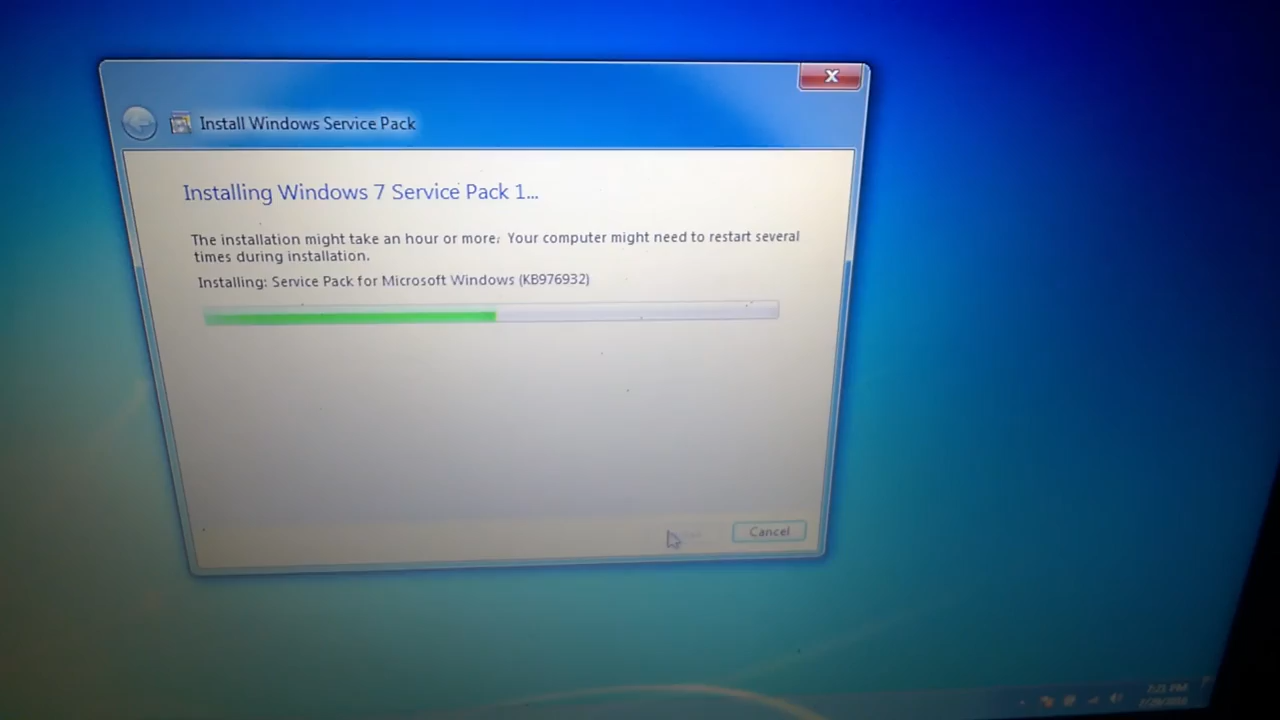 Install Windows Service Pack
Installing Windows 7 Service Pack 1...
The installation might take an hour or more. Your computer might need to restart several
times during installation.
Installing: Service Pack for Microsoft Windows (KB976932)
Cancel